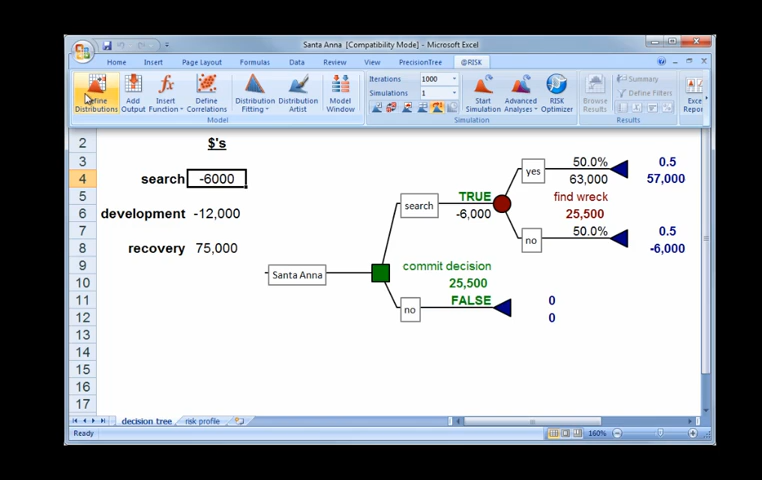 Santa Anna [Compatibility Mode] - Microsoft Excel
Home Insert Page Layout Formulas Data Review View PrecisionTree @RISK
Define Distributions
Add Output
Insert Function
Define Correlations
Distribution Fitting
Distribution Artist
Model Window
Iterations 1000
Simulations 1
Start Simulation
Advanced Analyses
RISK Optimizer
Browse Results
Summary
Define Filters
Excel
Model Simulation Results
2 $'s
3 yes 50.0% 0.5
4 search -6000 63,000 57,000
5 search TRUE find wreck
6 development -12,000 -6,000 25,500
7 no 50.0% 0.5
8 recovery 75,000 -6,000
9 Santa Anna commit decision
10 25,500
11 no FALSE 0
12 0
13
14
15
16
17
decision tree risk profile
Ready 160%